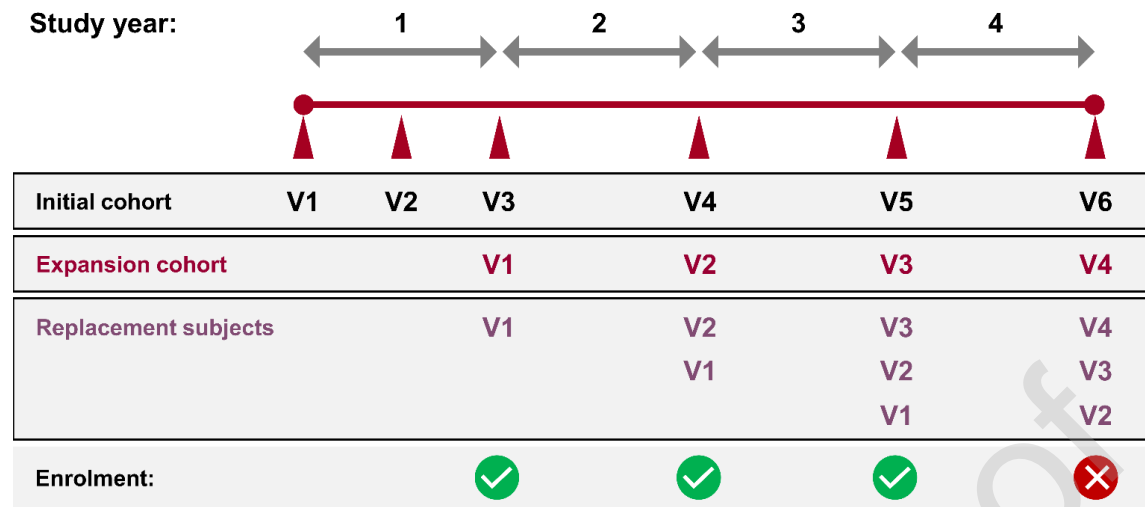 Study year: 1 2 3 4
Initial cohort V1 V2 V3 V4 V5 V6
Expansion cohort V1 V2 V3 V4
Replacement subjects V1 V2 V3 V4
V1 V2 V3
V1 V2
Enrolment:
of